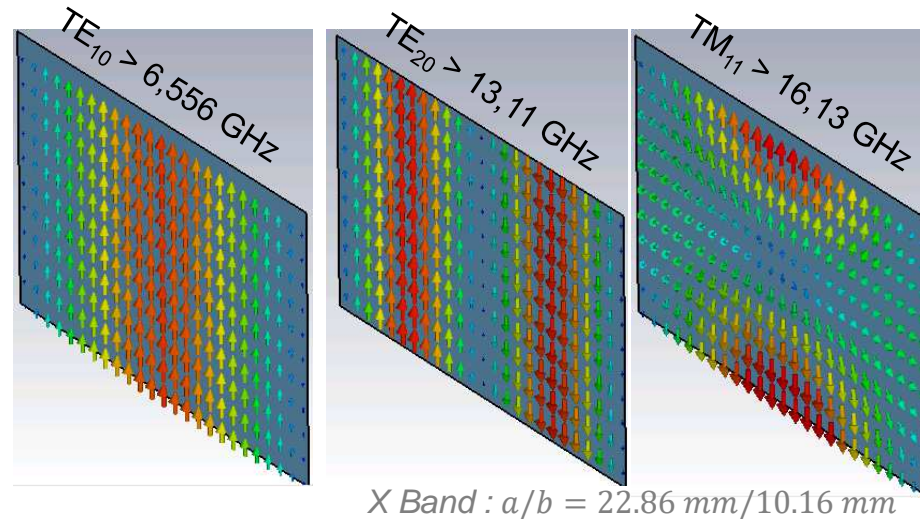 TE₁₀ > 6,556 GHz
TE₂₀ > 13,11 GHz
TM₁₁ > 16,13 GHz
X Band : a/b = 22.86 mm/10.16 mm